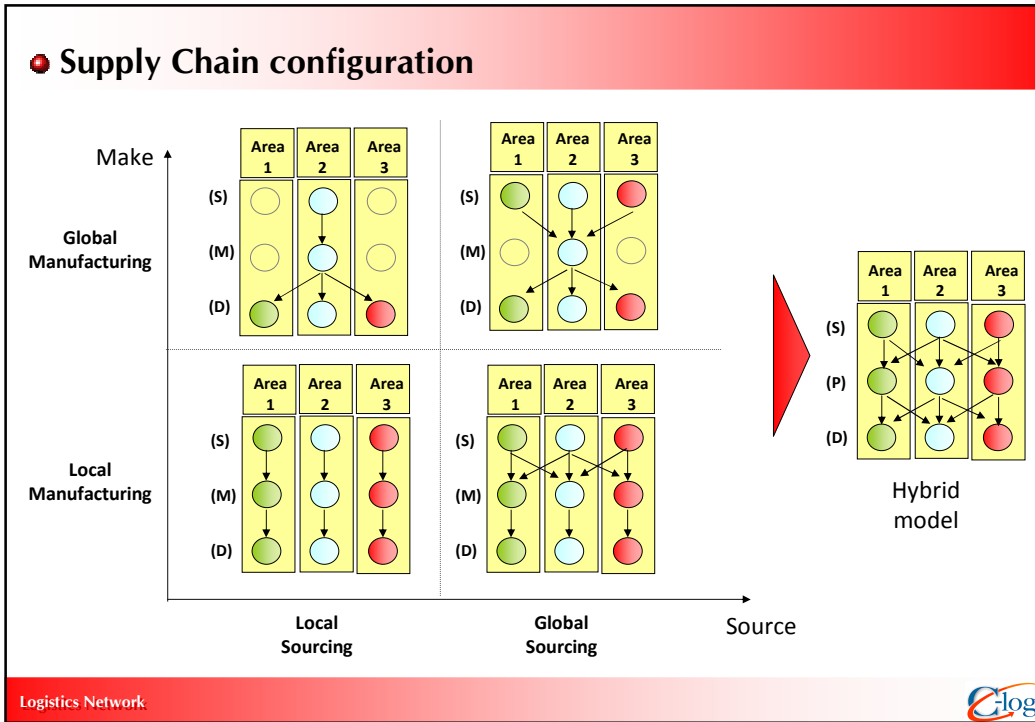 Supply Chain configuration
Make
Area 1
Area 2
Area 3
(S)
(M)
(D)
Global
Manufacturing
Area 1
Area 2
Area 3
(S)
(M)
(D)
Area 1
Area 2
Area 3
(S)
(M)
(D)
Local
Manufacturing
Area 1
Area 2
Area 3
(S)
(M)
(D)
Area 1
Area 2
Area 3
(S)
(P)
(D)
Hybrid
model
Local
Sourcing
Global
Sourcing
Source
Logistics Network
C-log